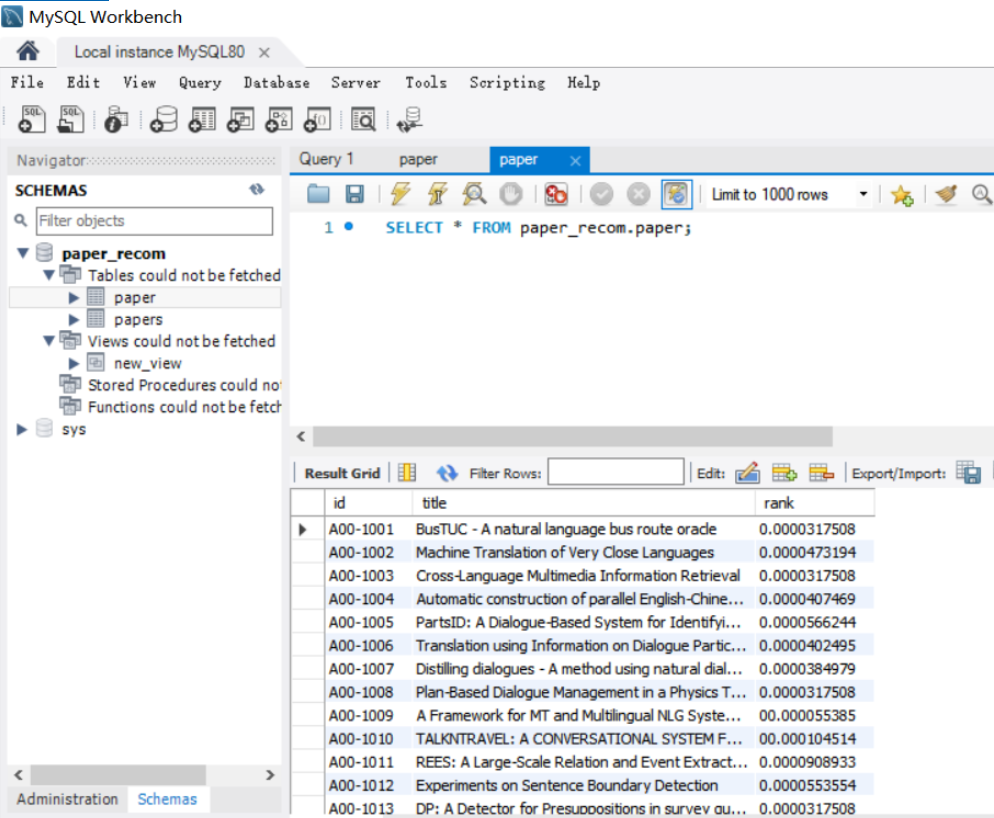 MySQL Workbench
Local instance MySQL80
File Edit View Query Database Server Tools Scripting Help
Navigator
SCHEMAS
Filter objects
paper_recom
Tables could not be fetched
paper
papers
Views could not be fetched
new_view
Stored Procedures could not
Functions could not be fetch
sys
Administration Schemas
Query 1 paper paper
Limit to 1000 rows
1 SELECT * FROM paper_recom.paper;
Result Grid Filter Rows: Edit: Export/Import:
id title rank
A00-1001 BusTUC - A natural language bus route oracle 0.0000317508
A00-1002 Machine Translation of Very Close Languages 0.0000473194
A00-1003 Cross-Language Multimedia Information Retrieval 0.0000317508
A00-1004 Automatic construction of parallel English-Chine... 0.0000407469
A00-1005 PartsID: A Dialogue-Based System for Identifyi... 0.0000566244
A00-1006 Translation using Information on Dialogue Partic... 0.0000402495
A00-1007 Distilling dialogues - A method using natural dial... 0.0000384979
A00-1008 Plan-Based Dialogue Management in a Physics T... 0.0000317508
A00-1009 A Framework for MT and Multilingual NLG Syste... 00.000055385
A00-1010 TALKNTRAVEL: A CONVERSATIONAL SYSTEM F... 00.000104514
A00-1011 REES: A Large-Scale Relation and Event Extract... 0.0000908933
A00-1012 Experiments on Sentence Boundary Detection 0.0000553554
A00-1013 DP: A Detector for Presuppositions in survey qu... 0.0000317508